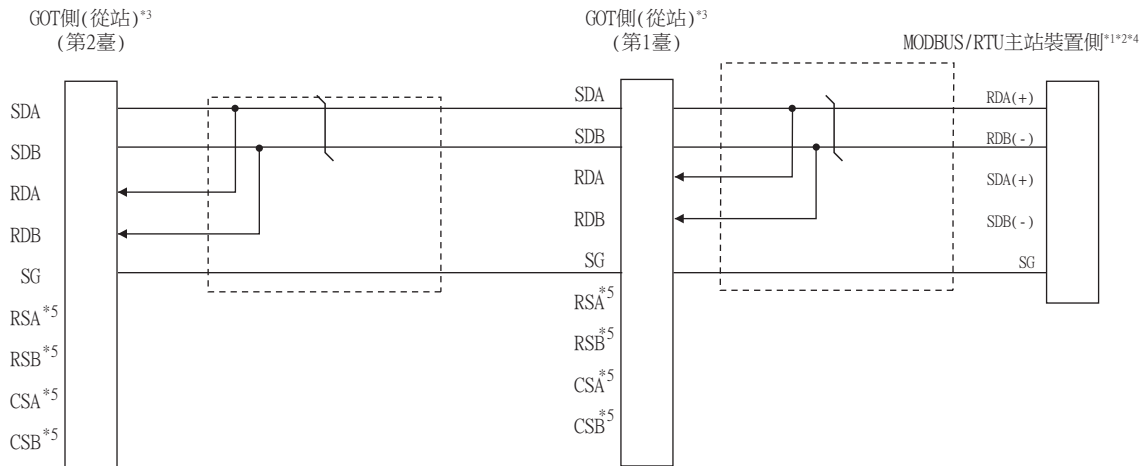 GOT側(從站)*3
(第2臺)
SDA
SDB
RDA
RDB
SG
RSA*5
RSB*5
CSA*5
CSB*5
GOT側(從站)*3
(第1臺)
SDA
SDB
RDA
RDB
SG
RSA*5
RSB*5
CSA*5
CSB*5
MODBUS/RTU主站裝置側*1*2*4
RDA(+)
RDB(-)
SDA(+)
SDB(-)
SG